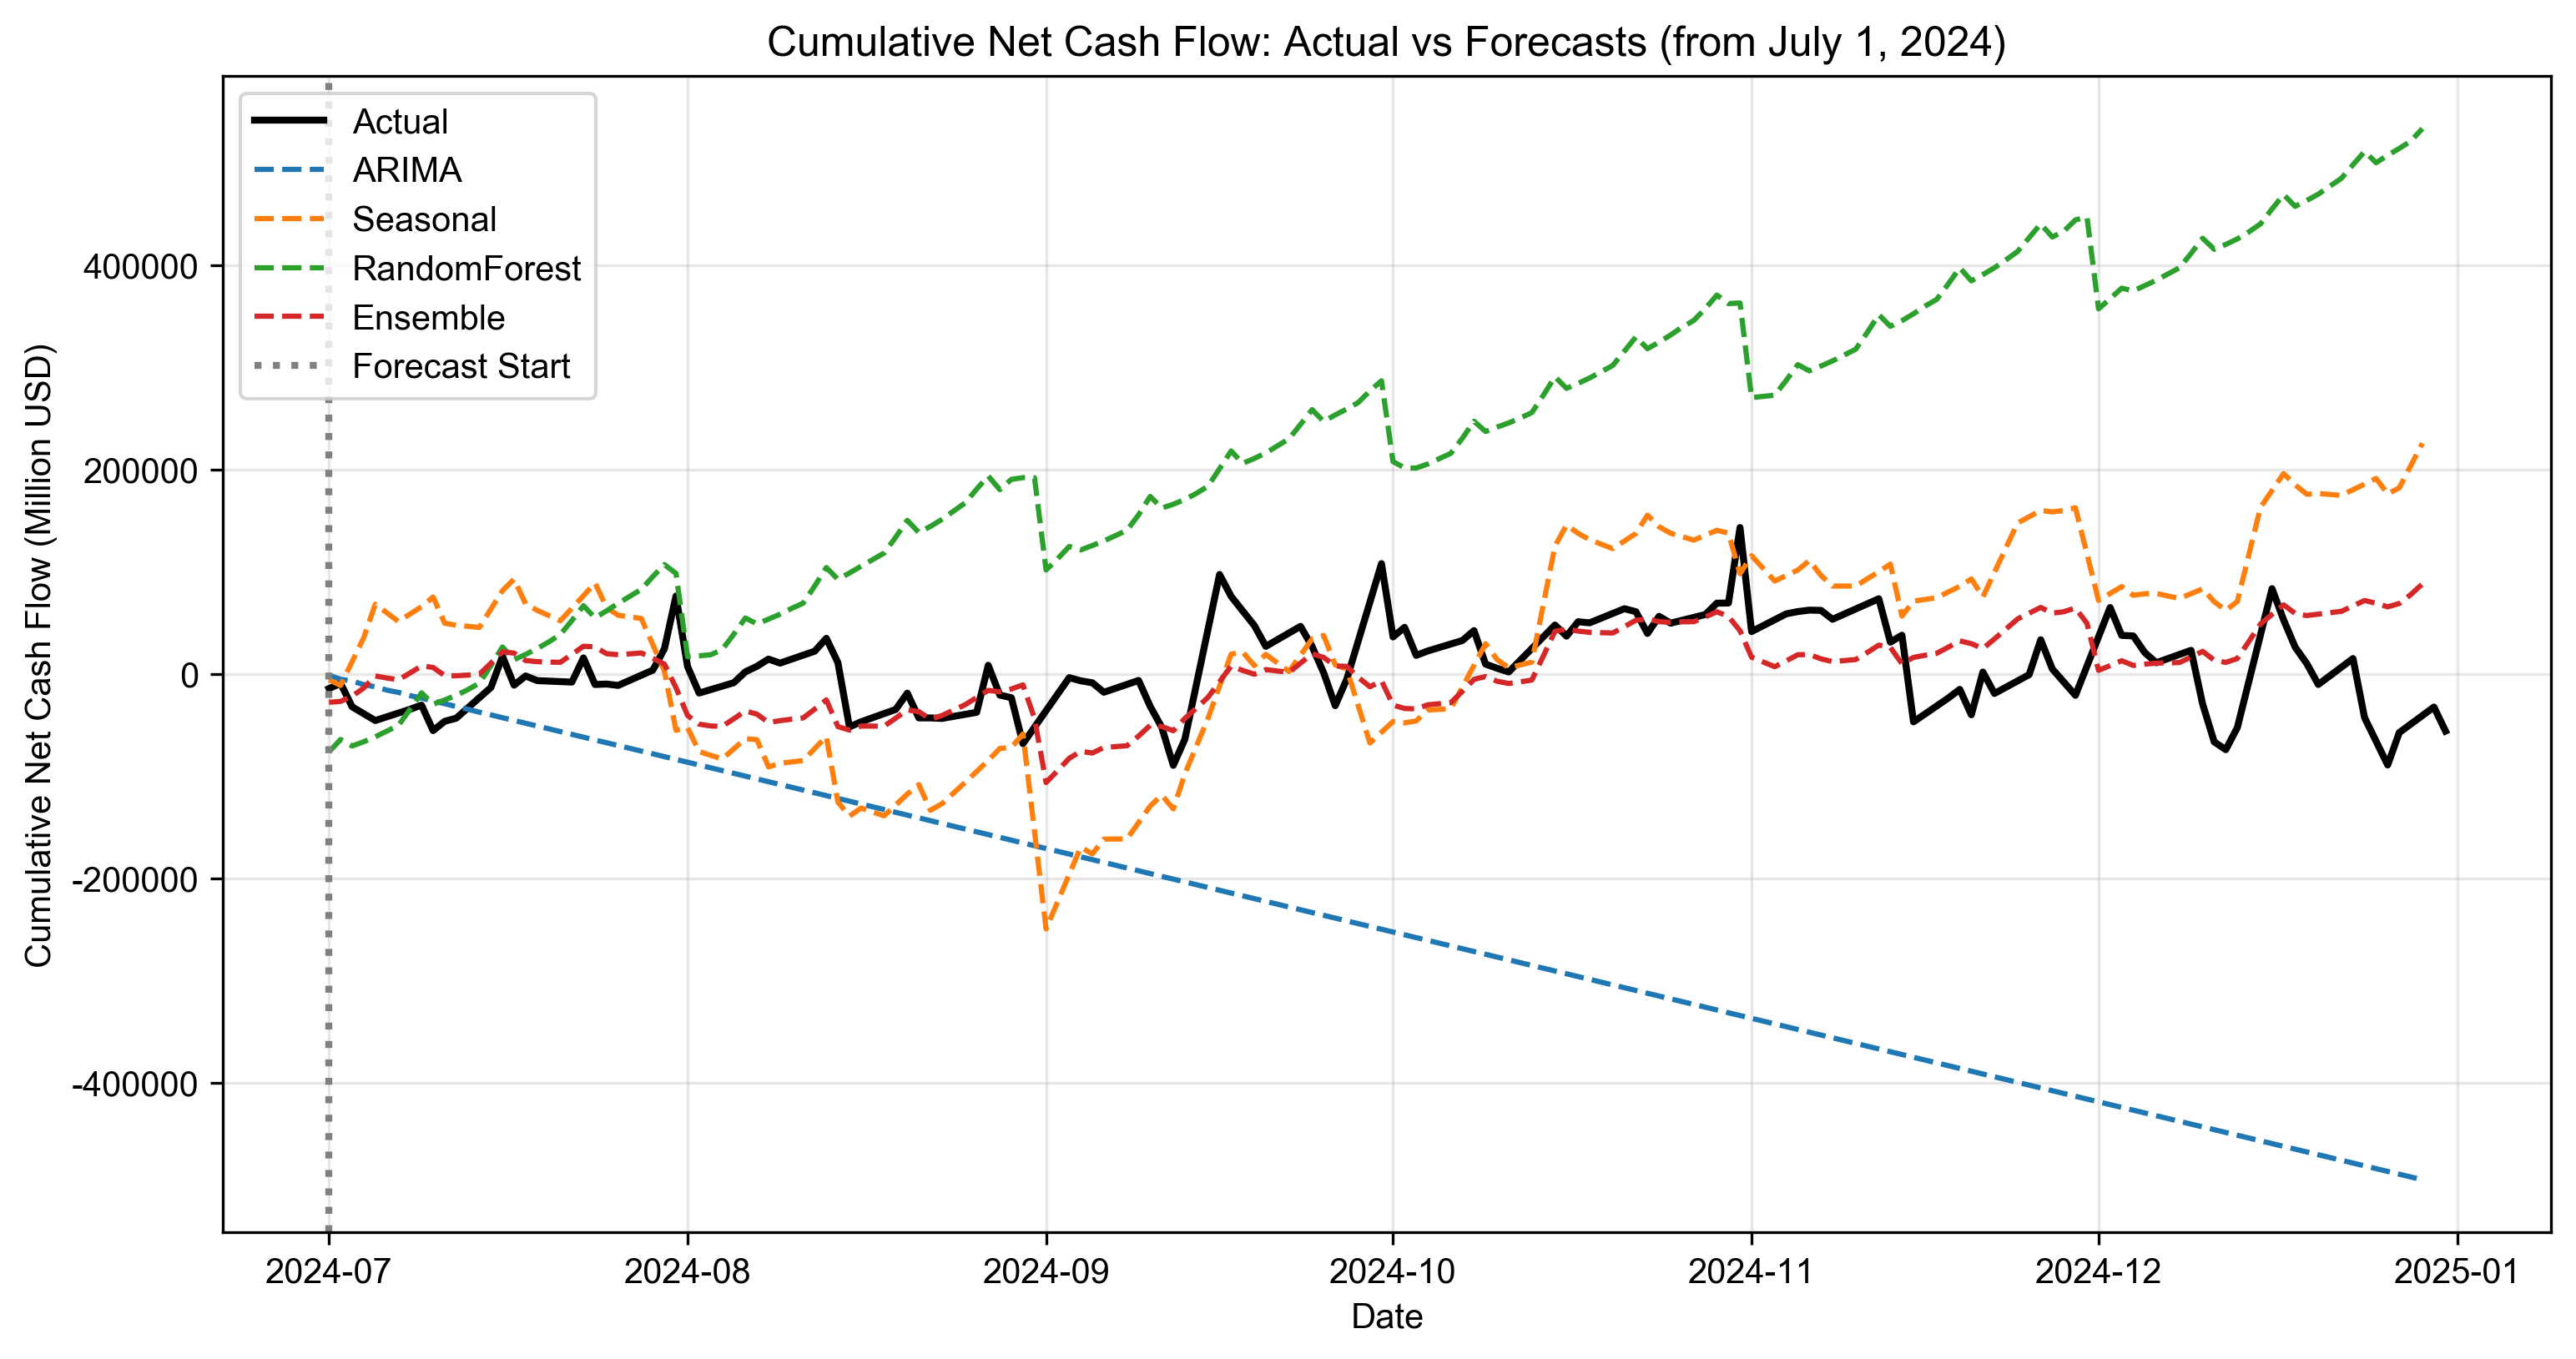 Cumulative Net Cash Flow: Actual vs Forecasts (from July 1, 2024)
Actual
ARIMA
Seasonal
RandomForest
Ensemble
Forecast Start
Cumulative Net Cash Flow (Million USD)
400000
200000
0
-200000
-400000
2024-07
2024-08
2024-09
2024-10
2024-11
2024-12
2025-01
Date